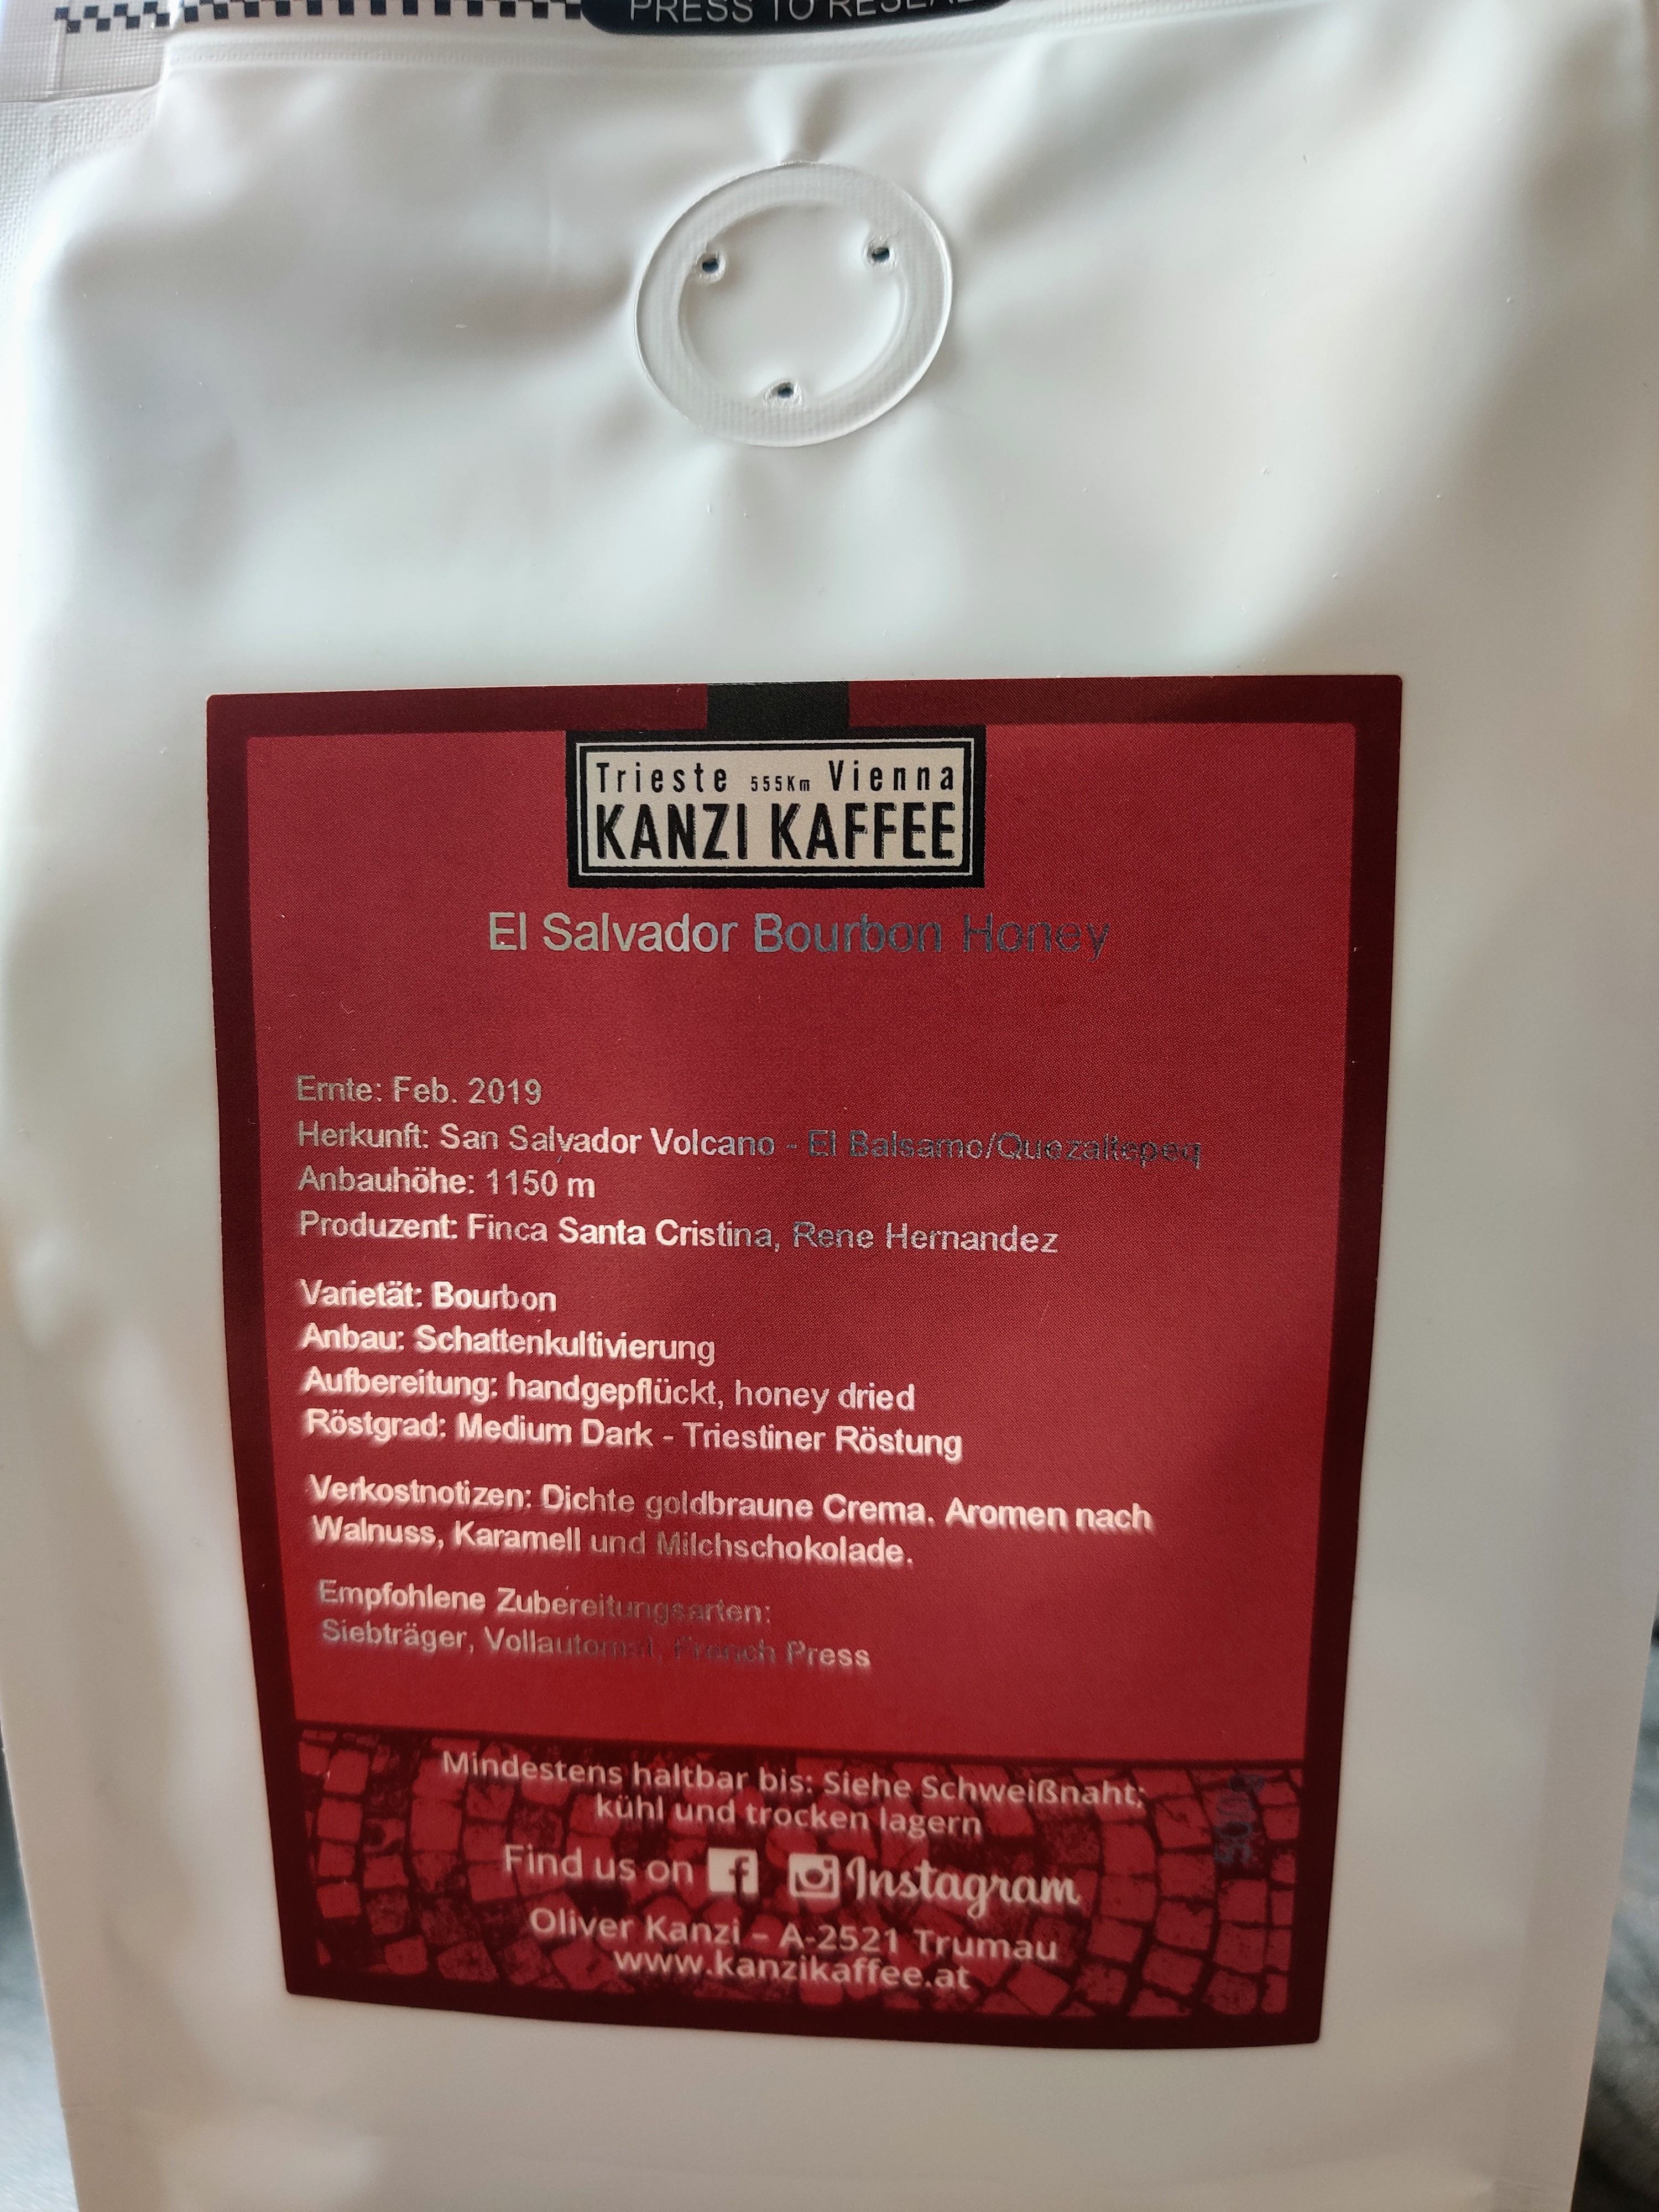 PRESS TO RESEAL
Trieste 555Km Vienna
KANZI KAFFEE
El Salvador Bourbon Honey
Ernte: Feb. 2019
Herkunft: San Salvador Volcano - El Balsamo/Quezaltepeq
Anbauhöhe: 1150 m
Produzent: Finca Santa Cristina, Rene Hernandez
Varietät: Bourbon
Anbau: Schattenkultivierung
Aufbereitung: handgepflückt, honey dried
Röstgrad: Medium Dark - Triestiner Röstung
Verkostnotizen: Dichte goldbraune Crema. Aromen nach
Walnuss, Karamell und Milchschokolade.
Empfohlene Zubereitungsarten:
Siebträger, Vollautomat, French Press
Mindestens haltbar bis: Siehe Schweißnaht;
kühl und trocken lagern
Find us on f Instagram
Oliver Kanzi – A-2521 Trumau
www.kanzikaffee.at